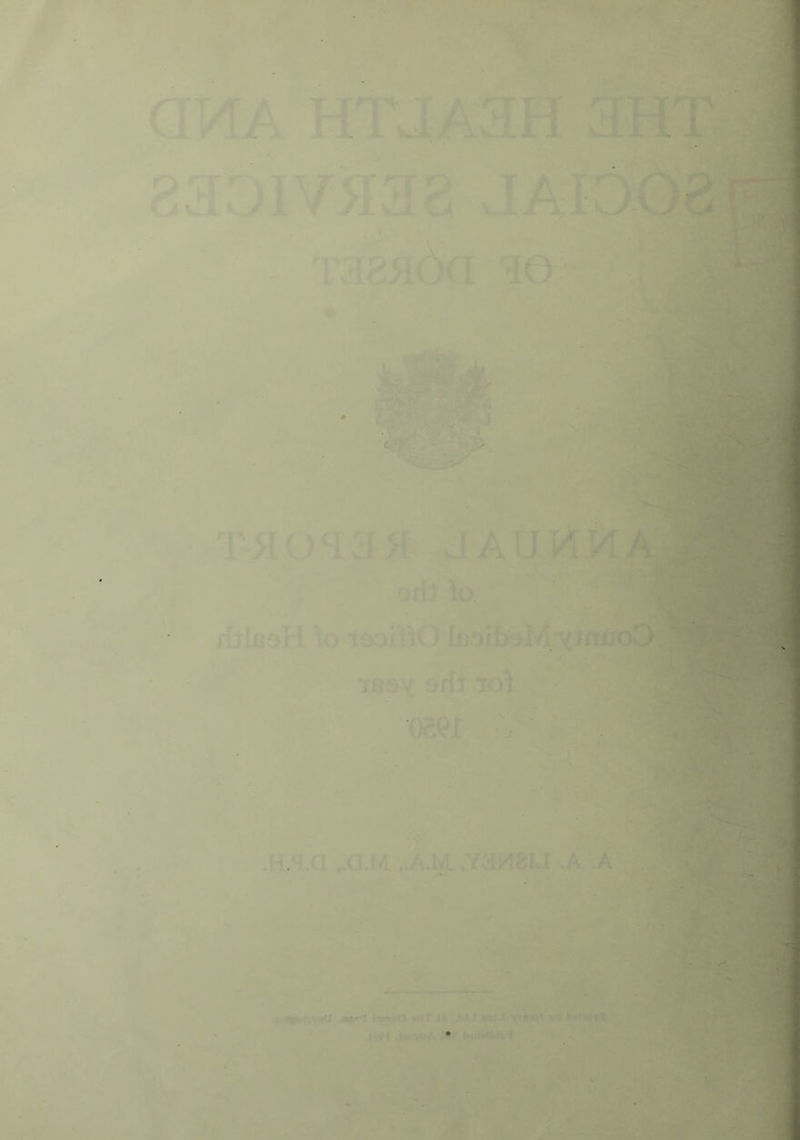 THE HEALTH AND
SOCIAL SERVICES
OF DORSET
ANNUAL REPORT
of the
County Medical Officer of Health
for the year
1950
A. A. LISNEY, M.A., M.D., D.P.H.